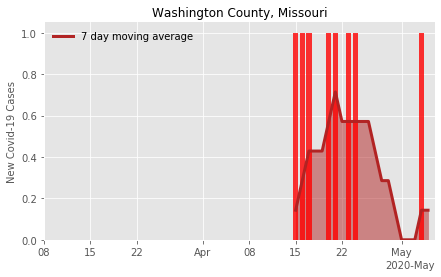 Washington County, Missouri
7 day moving average
New Covid-19 Cases
1.0
0.8
0.6
0.4
0.2
0.0
08 15 22 Apr 08 15 22 May
2020-May